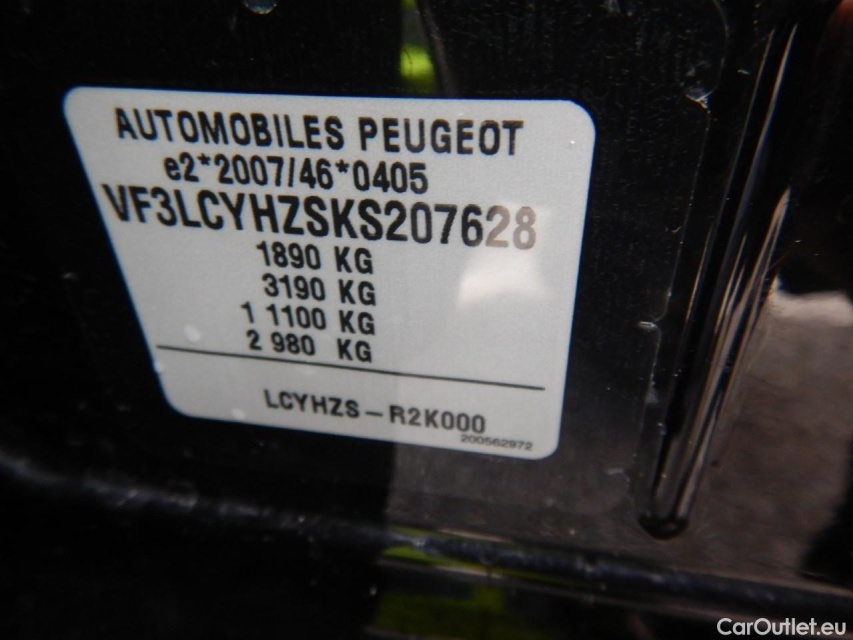 AUTOMOBILES PEUGEOT
e2*2007/46*0405
VF3LCYHZSKS207628
1890 KG
3190 KG
1 1100 KG
2 980 KG
LCYHZS-R2K000
200562972
CarOutlet.eu